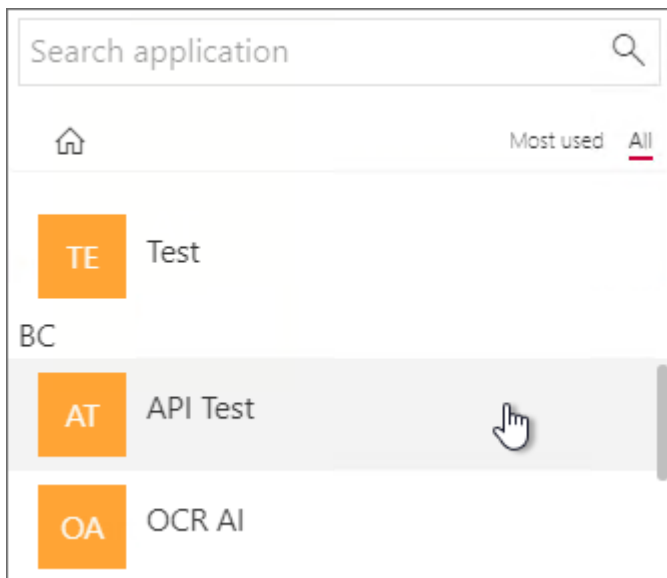 Search application
Most used All
TE Test
BC
AT API Test
OA OCR AI